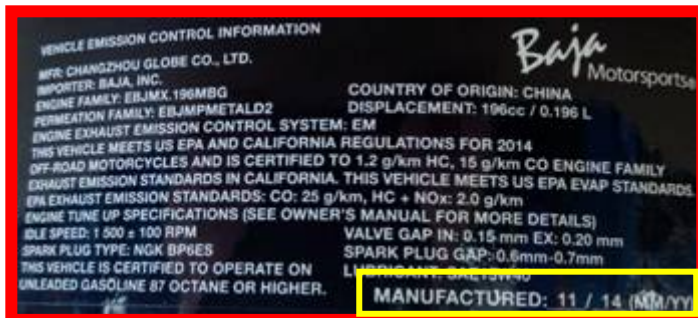 VEHICLE EMISSION CONTROL INFORMATION
Baja Motorsports
MFR: CHANGZHOU GLOBE CO., LTD.
IMPORTER: BAJA, INC.
ENGINE FAMILY: EBJMX.196MBG COUNTRY OF ORIGIN: CHINA
PERMEATION FAMILY: EBJMPMETALD2 DISPLACEMENT: 196cc / 0.196 L
ENGINE EXHAUST EMISSION CONTROL SYSTEM: EM
THIS VEHICLE MEETS US EPA AND CALIFORNIA REGULATIONS FOR 2014
OFF-ROAD MOTORCYCLES AND IS CERTIFIED TO 1.2 g/km HC, 15 g/km CO ENGINE FAMILY
EXHAUST EMISSION STANDARDS IN CALIFORNIA. THIS VEHICLE MEETS US EPA EVAP STANDARDS.
EPA EXHAUST EMISSION STANDARDS: CO: 25 g/km, HC + NOx: 2.0 g/km
ENGINE TUNE UP SPECIFICATIONS (SEE OWNER'S MANUAL FOR MORE DETAILS)
IDLE SPEED: 1 500 ± 100 RPM VALVE GAP IN: 0.15 mm EX: 0.20 mm
SPARK PLUG TYPE: NGK BP6ES SPARK PLUG GAP: 0.6mm-0.7mm
THIS VEHICLE IS CERTIFIED TO OPERATE ON LUBRICANT: SAE15W40
UNLEADED GASOLINE 87 OCTANE OR HIGHER.
MANUFACTURED: 11 / 14 (MM/YY